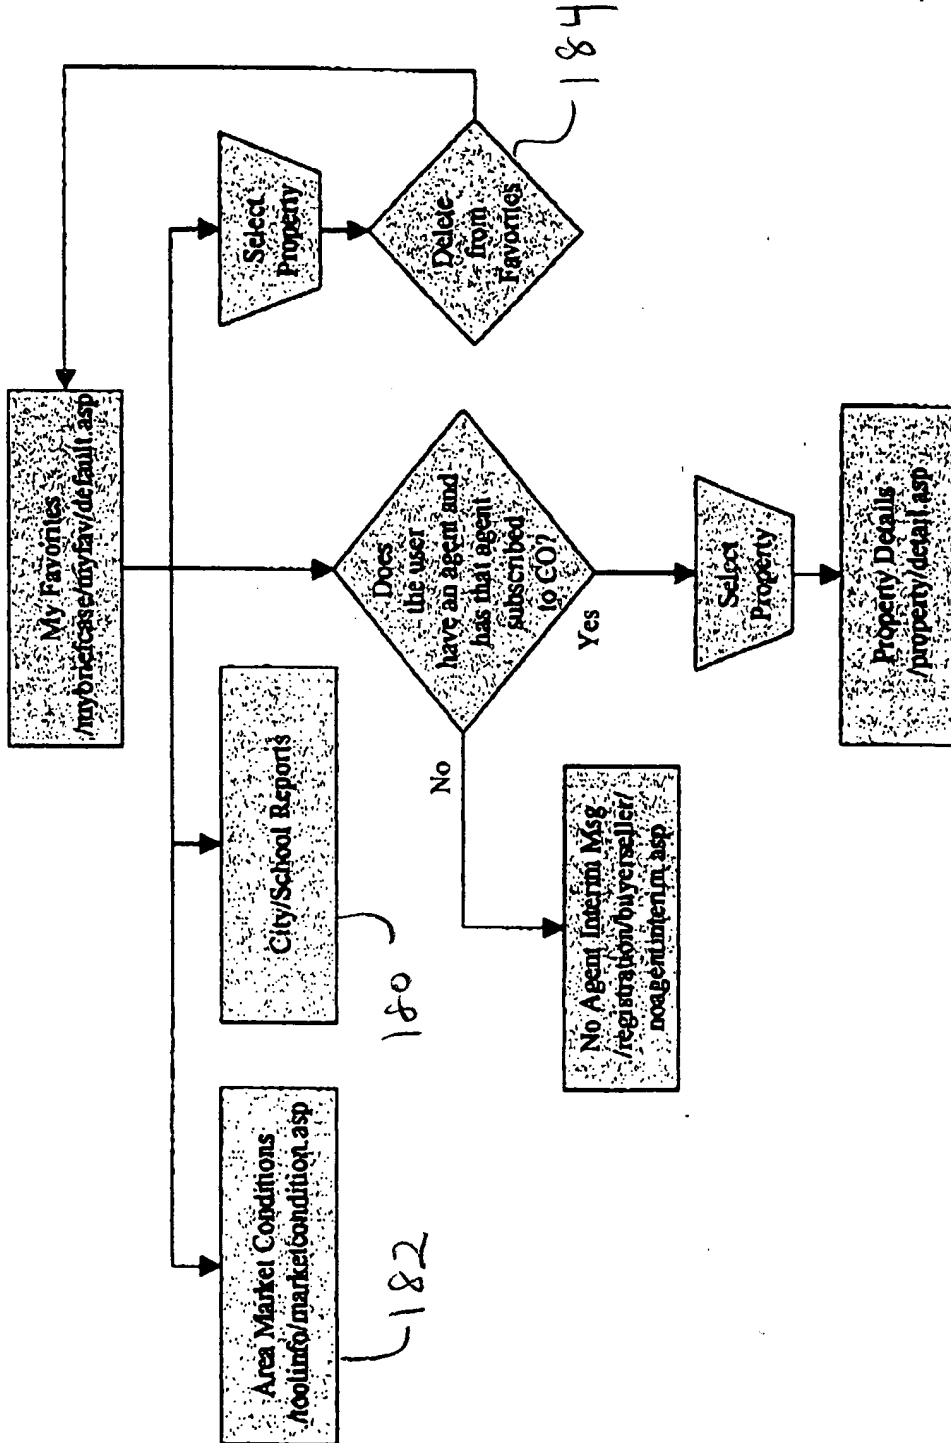 My Favorites
/mybriefcase/myfav/default.asp
Area Market Conditions
/toolinfo/marketcondition.asp
182
City/School Reports
180
Does
the user
have an agent and
has that agent
subscribed
to CO?
No
Yes
Select
Property
Delete
from
Favorites
184
No Agent Interim Msg
/registration/buyerseller/
noagentinterim.asp
Select
Property
Property Details
/property/detail.asp